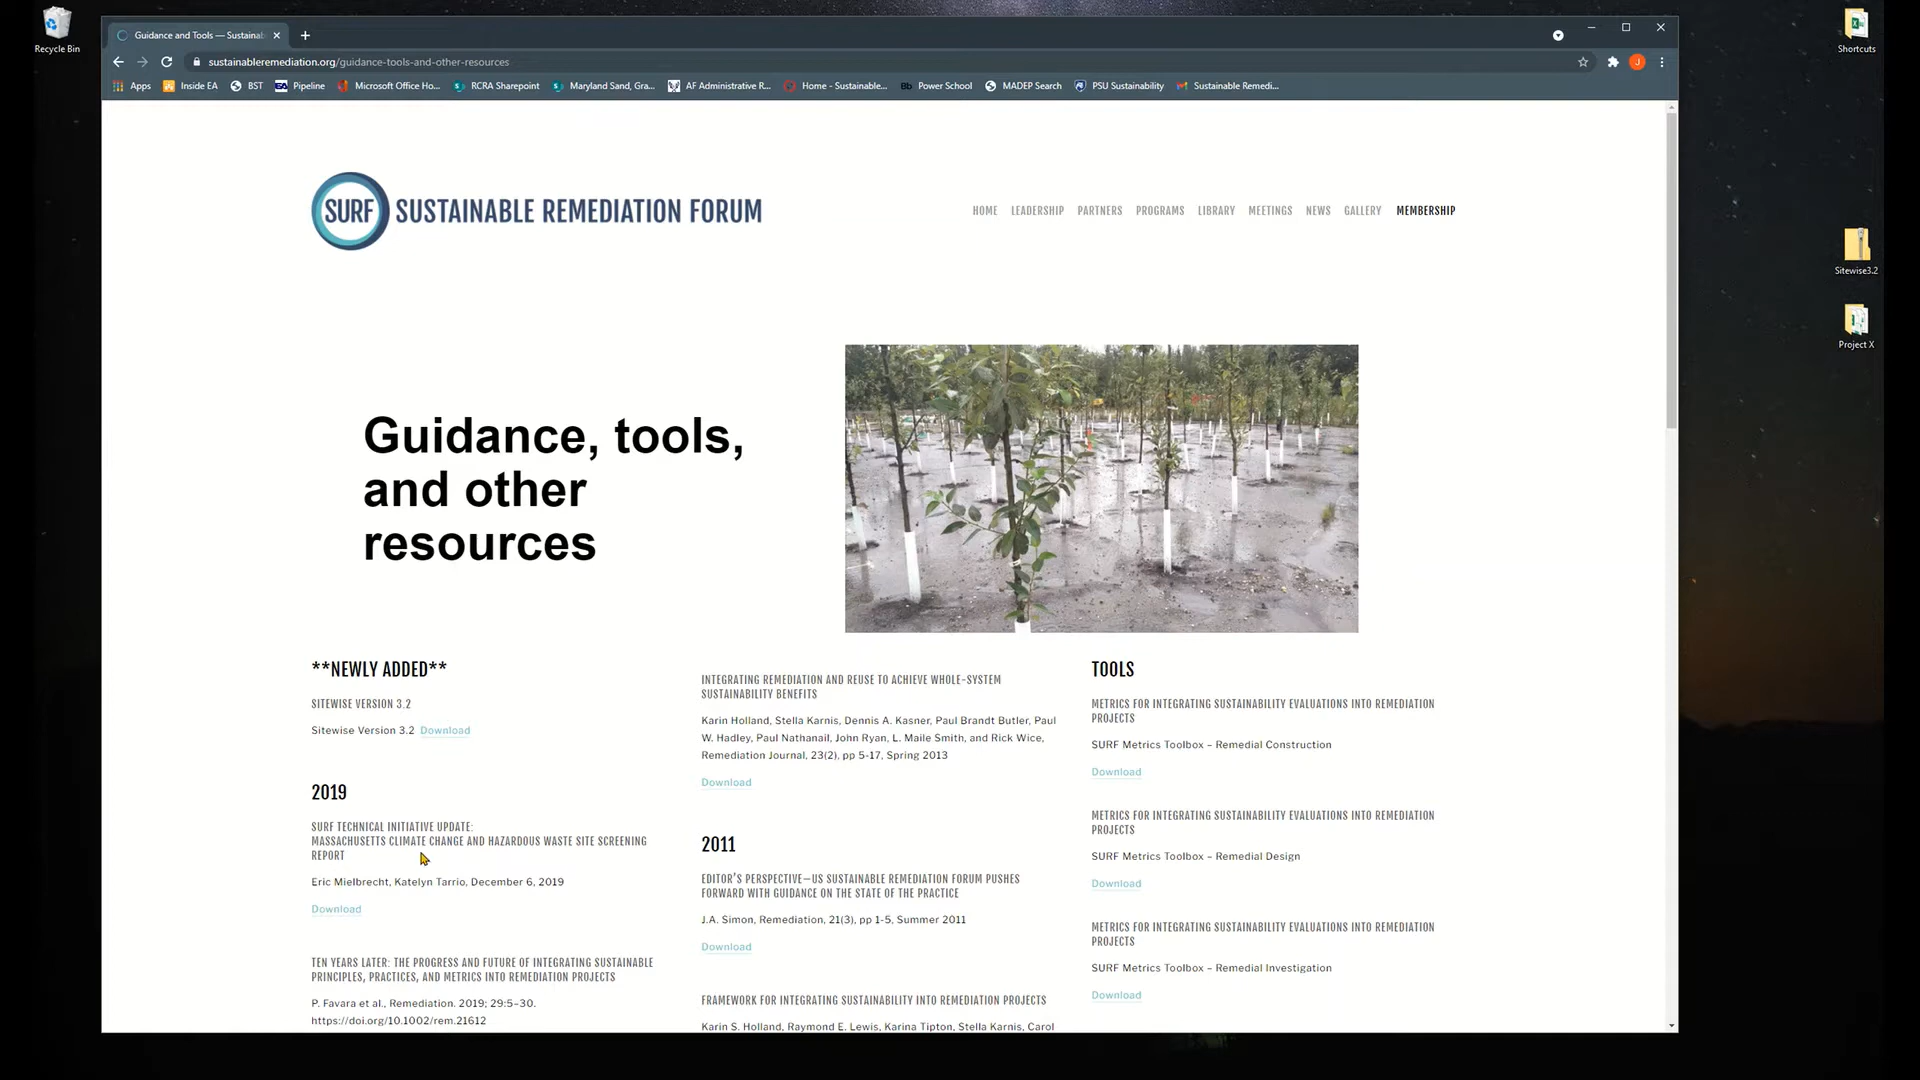 Recycle Bin
Shortcuts
Sitewise3.2
Project X
Guidance and Tools — Sustainab
sustainableremediation.org/guidance-tools-and-other-resources
J
Apps
Inside EA
BST
Pipeline
Microsoft Office Ho...
RCRA Sharepoint
Maryland Sand, Gra...
AF Administrative R...
Home - Sustainable...
Bb Power School
MADEP Search
PSU Sustainability
Sustainable Remedi...
SURF SUSTAINABLE REMEDIATION FORUM
HOME LEADERSHIP PARTNERS PROGRAMS LIBRARY MEETINGS NEWS GALLERY MEMBERSHIP
Guidance, tools,
and other
resources
**NEWLY ADDED**
SITEWISE VERSION 3.2
Sitewise Version 3.2 Download
2019
SURF TECHNICAL INITIATIVE UPDATE:
MASSACHUSETTS CLIMATE CHANGE AND HAZARDOUS WASTE SITE SCREENING
REPORT
Eric Mielbrecht, Katelyn Tarrio, December 6, 2019
Download
TEN YEARS LATER: THE PROGRESS AND FUTURE OF INTEGRATING SUSTAINABLE
PRINCIPLES, PRACTICES, AND METRICS INTO REMEDIATION PROJECTS
P. Favara et al., Remediation. 2019; 29:5–30.
https://doi.org/10.1002/rem.21612
INTEGRATING REMEDIATION AND REUSE TO ACHIEVE WHOLE-SYSTEM
SUSTAINABILITY BENEFITS
Karin Holland, Stella Karnis, Dennis A. Kasner, Paul Brandt Butler, Paul
W. Hadley, Paul Nathanail, John Ryan, L. Maile Smith, and Rick Wice,
Remediation Journal, 23(2), pp 5-17, Spring 2013
Download
2011
EDITOR'S PERSPECTIVE—US SUSTAINABLE REMEDIATION FORUM PUSHES
FORWARD WITH GUIDANCE ON THE STATE OF THE PRACTICE
J.A. Simon, Remediation, 21(3), pp 1-5, Summer 2011
Download
FRAMEWORK FOR INTEGRATING SUSTAINABILITY INTO REMEDIATION PROJECTS
Karin S. Holland, Raymond E. Lewis, Karina Tipton, Stella Karnis, Carol
TOOLS
METRICS FOR INTEGRATING SUSTAINABILITY EVALUATIONS INTO REMEDIATION
PROJECTS
SURF Metrics Toolbox – Remedial Construction
Download
METRICS FOR INTEGRATING SUSTAINABILITY EVALUATIONS INTO REMEDIATION
PROJECTS
SURF Metrics Toolbox – Remedial Design
Download
METRICS FOR INTEGRATING SUSTAINABILITY EVALUATIONS INTO REMEDIATION
PROJECTS
SURF Metrics Toolbox – Remedial Investigation
Download